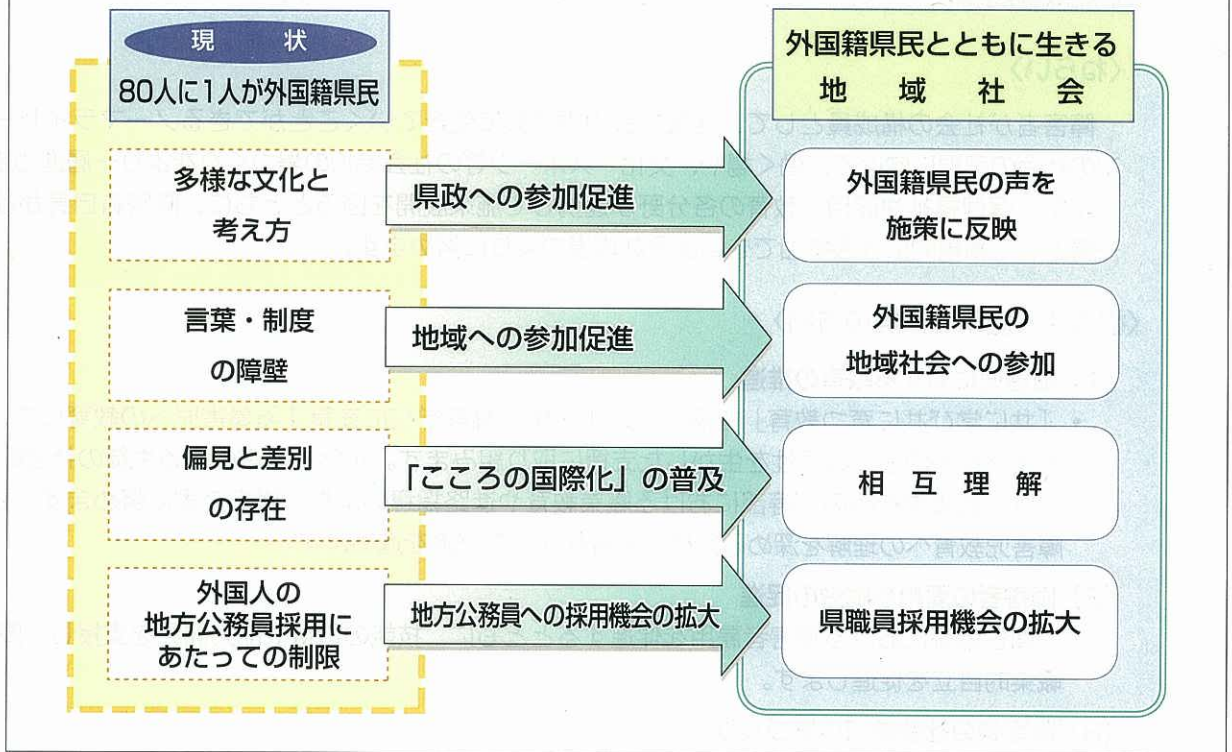 現 状
80人に1人が外国籍県民
多様な文化と
考え方
言葉・制度
の障壁
偏見と差別
の存在
外国人の
地方公務員採用に
あたっての制限
県政への参加促進
地域への参加促進
「こころの国際化」の普及
地方公務員への採用機会の拡大
外国籍県民とともに生きる
地 域 社 会
外国籍県民の声を
施策に反映
外国籍県民の
地域社会への参加
相 互 理 解
県職員採用機会の拡大